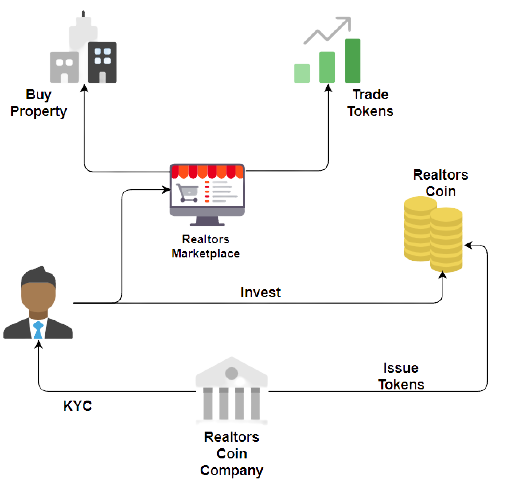 Buy
Property
Trade
Tokens
Realtors
Coin
Realtors
Marketplace
Invest
Issue
Tokens
KYC
Realtors
Coin
Company